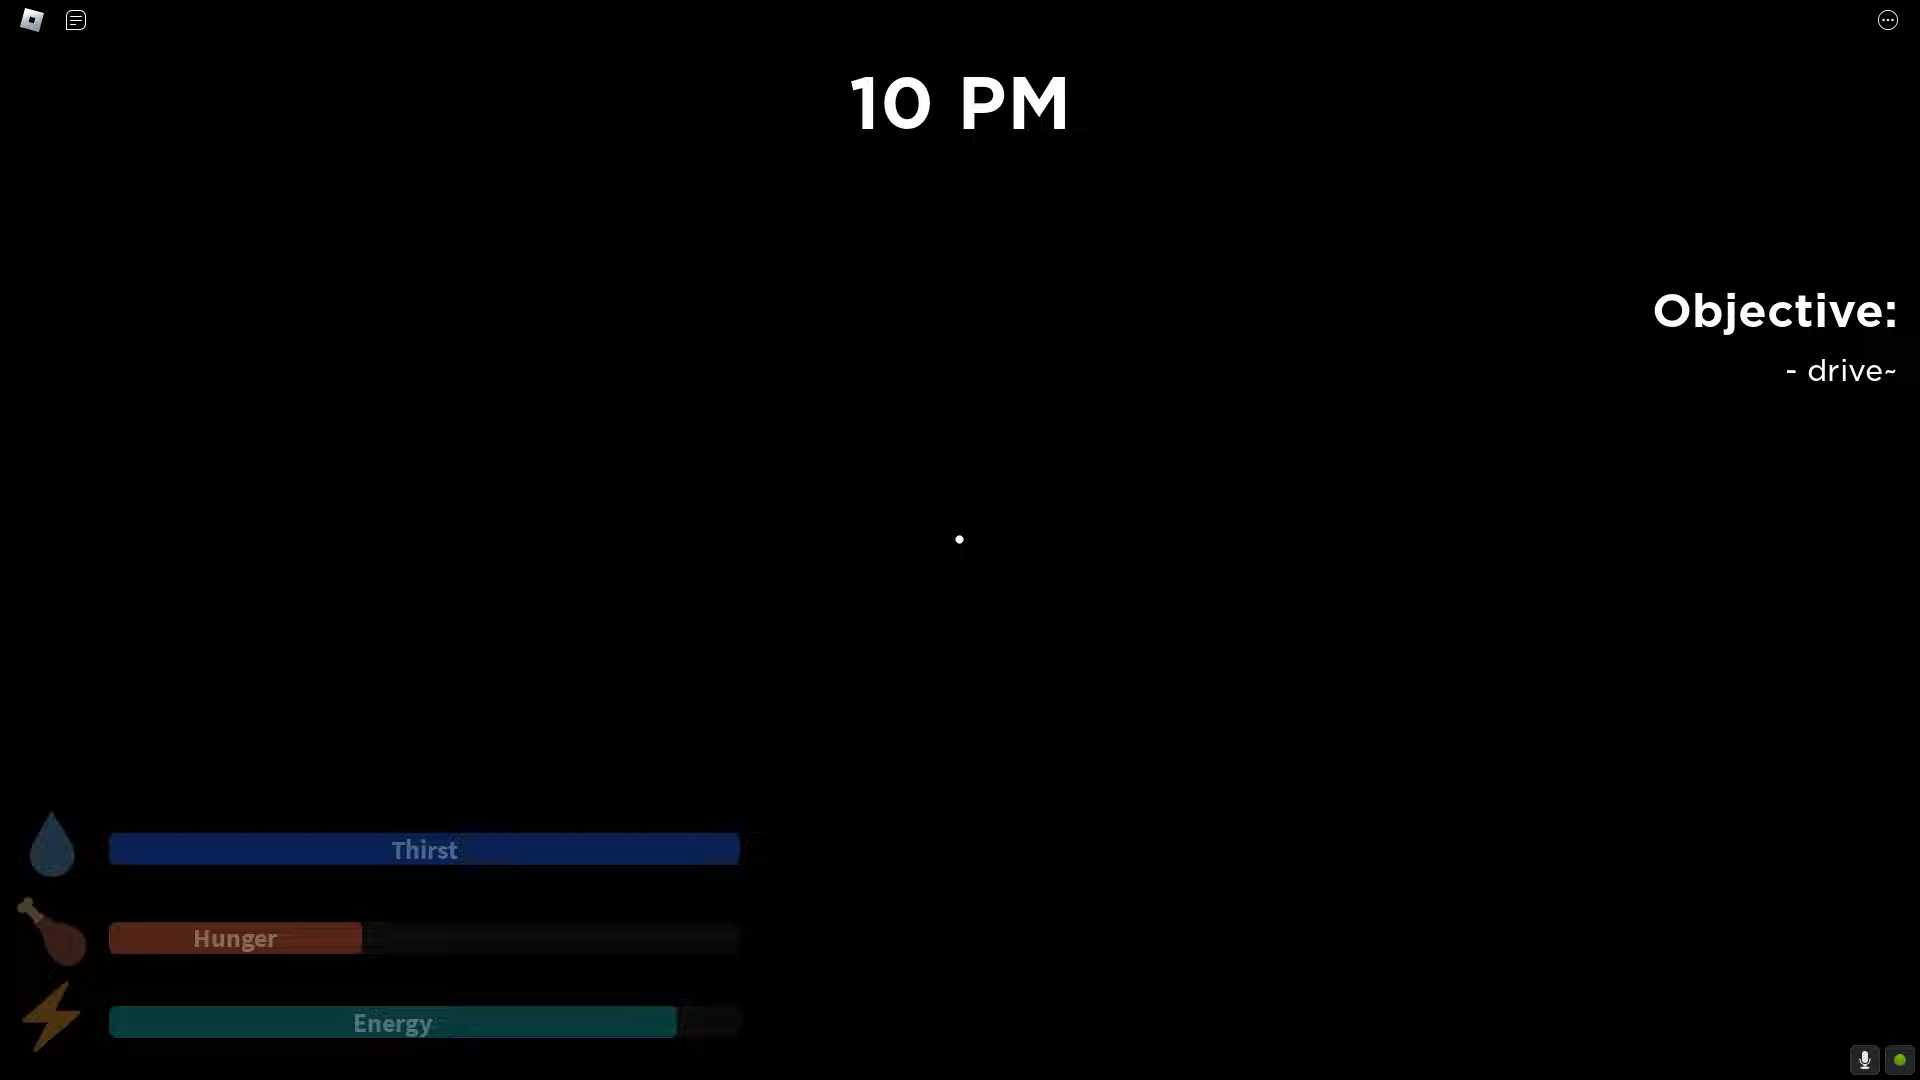 10 PM
Objective:
- drive~
Thirst
Hunger
Energy